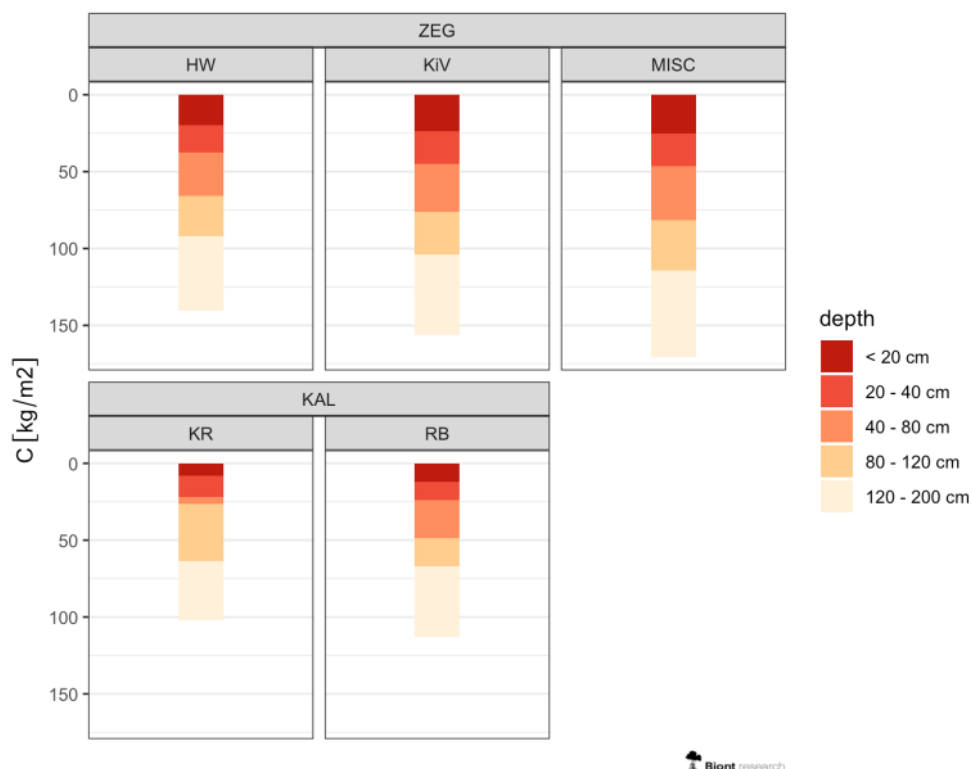 ZEG
HW KiV MISC
0
50
100
150
C [kg/m2]
KAL
KR RB
0
50
100
150
depth
< 20 cm
20 - 40 cm
40 - 80 cm
80 - 120 cm
120 - 200 cm
Biont research